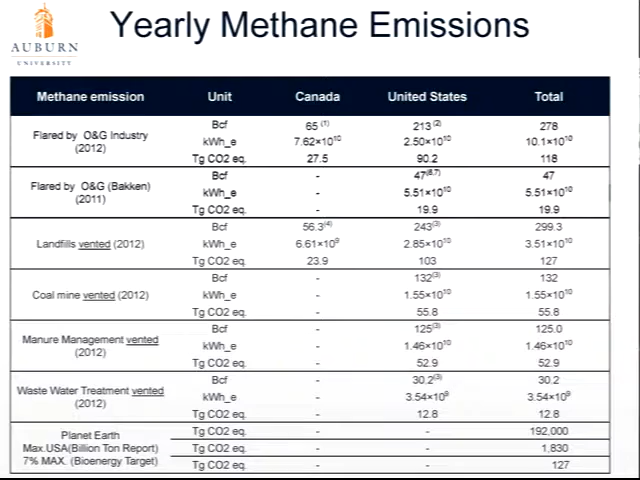 AUBURN
UNIVERSITY
Yearly Methane Emissions
Methane emission Unit Canada United States Total
Flared by O&G Industry (2012)
Bcf 65 (1) 213 (2) 278
kWh_e 7.62×10¹⁰ 2.50×10¹⁰ 10.1×10¹⁰
Tg CO2 eq. 27.5 90.2 118
Flared by O&G (Bakken) (2011)
Bcf - 47(6,7) 47
kWh_e - 5.51×10¹⁰ 5.51×10¹⁰
Tg CO2 eq. - 19.9 19.9
Landfills vented (2012)
Bcf 56.3(4) 243(3) 299.3
kWh_e 6.61×10⁹ 2.85×10¹⁰ 3.51×10¹⁰
Tg CO2 eq. 23.9 103 127
Coal mine vented (2012)
Bcf - 132(3) 132
kWh_e - 1.55×10¹⁰ 1.55×10¹⁰
Tg CO2 eq. - 55.8 55.8
Manure Management vented (2012)
Bcf - 125(3) 125.0
kWh_e - 1.46×10¹⁰ 1.46×10¹⁰
Tg CO2 eq. - 52.9 52.9
Waste Water Treatment vented (2012)
Bcf - 30.2(3) 30.2
kWh_e - 3.54×10⁹ 3.54×10⁹
Tg CO2 eq. - 12.8 12.8
Planet Earth Tg CO2 eq. - - 192,000
Max.USA(Billion Ton Report) Tg CO2 eq. - - 1,830
7% MAX. (Bioenergy Target) Tg CO2 eq. - - 127